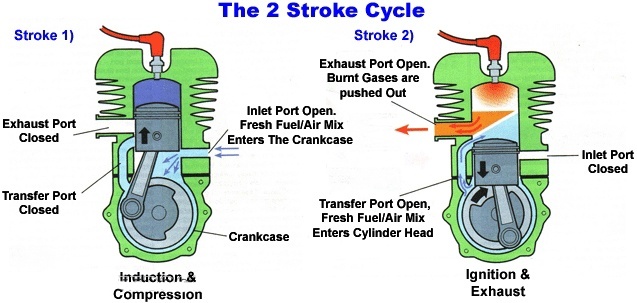 The 2 Stroke Cycle
Stroke 1)
Stroke 2)
Exhaust Port Open.
Burnt Gases are
pushed Out
Inlet Port Open.
Fresh Fuel/Air Mix
Enters The Crankcase
Exhaust Port
Closed
Inlet Port
Closed
Transfer Port
Closed
Transfer Port Open,
Fresh Fuel/Air Mix
Enters Cylinder Head
Crankcase
Induction &
Compression
Ignition &
Exhaust